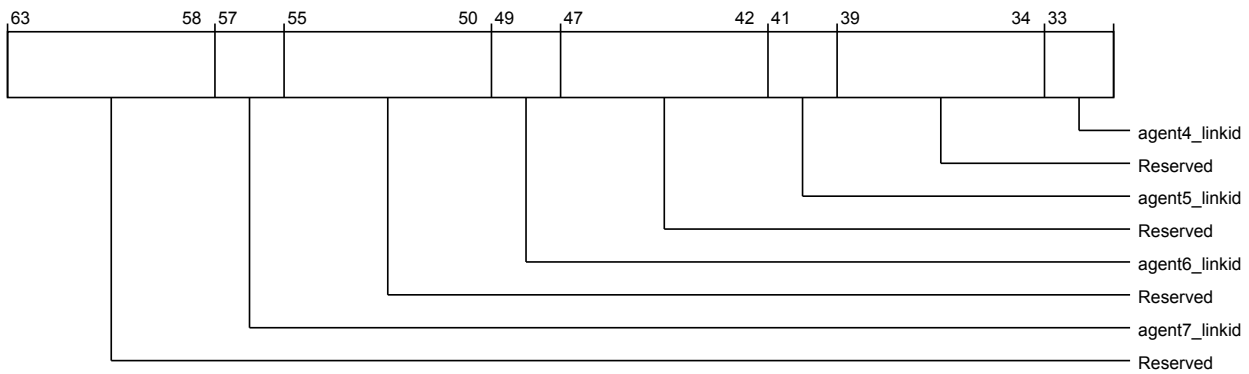 63 58 57 55 50 49 47 42 41 39 34 33
agent4_linkid
Reserved
agent5_linkid
Reserved
agent6_linkid
Reserved
agent7_linkid
Reserved